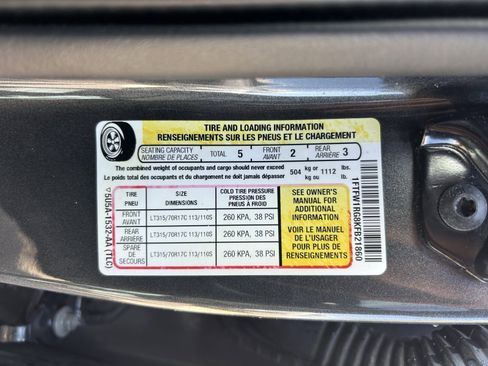 TIRE AND LOADING INFORMATION
RENSEIGNEMENTS SUR LES PNEUS ET LE CHARGEMENT
SEATING CAPACITY
NOMBRE DE PLACES
TOTAL 5
FRONT
AVANT 2
REAR
ARRIÈRE 3
The combined weight of occupants and cargo should never exceed
Le poids total des occupants et du chargement ne doit jamais dépasser
504 kg or 1112 lbs.
kg ou lb.
TIRE
PNEU
SIZE
DIMENSIONS
COLD TIRE PRESSURE
PRESSION DES
PNEUS À FROID
FRONT
AVANT
LT315/70R17C 113/110S
260 KPA, 38 PSI
REAR
ARRIÈRE
LT315/70R17C 113/110S
260 KPA, 38 PSI
SPARE
DE
SECOURS
LT315/70R17C 113/110S
260 KPA, 38 PSI
SEE OWNER'S
MANUAL FOR
ADDITIONAL
INFORMATION
VOIR LE MANUEL
DE L'USAGER
POUR PLUS DE
RENSEIGNEMENTS
5U5A-1532-AA (TLC)
1FTFW1RG8KFB21860